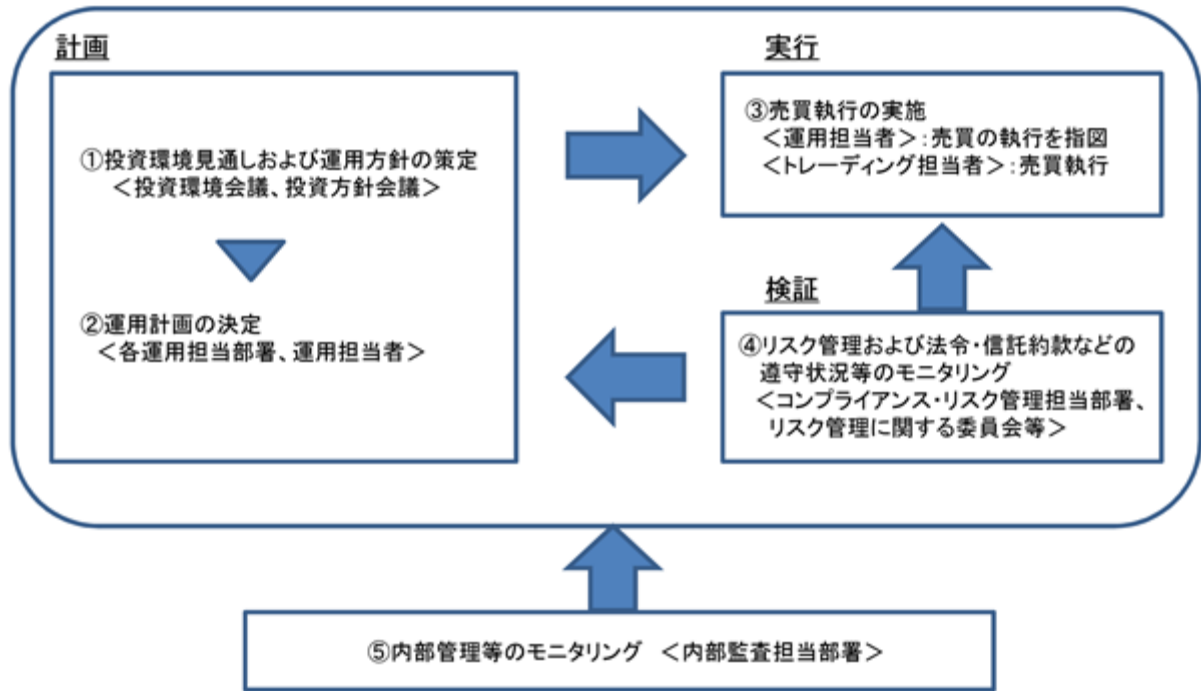 計画
①投資環境見通しおよび運用方針の策定
＜投資環境会議、投資方針会議＞
②運用計画の決定
＜各運用担当部署、運用担当者＞
実行
③売買執行の実施
＜運用担当者＞：売買の執行を指図
＜トレーディング担当者＞：売買執行
検証
④リスク管理および法令・信託約款などの
遵守状況等のモニタリング
＜コンプライアンス・リスク管理担当部署、
リスク管理に関する委員会等＞
⑤内部管理等のモニタリング　＜内部監査担当部署＞